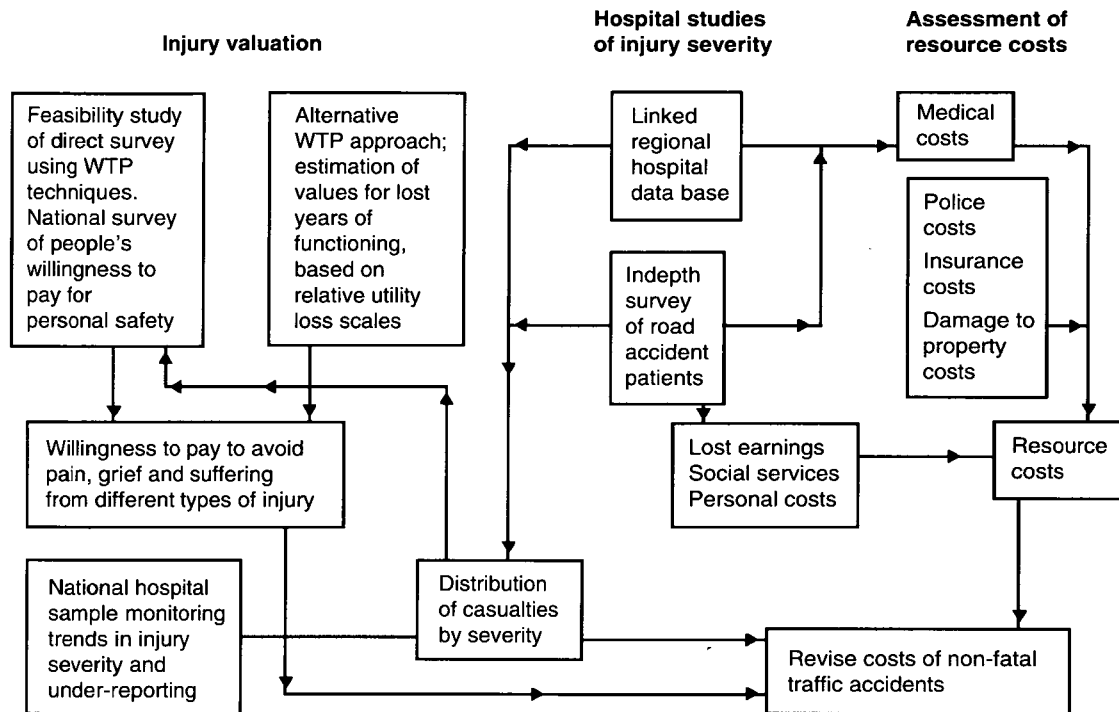 Injury valuation
Hospital studies
of injury severity
Assessment of
resource costs
Feasibility study
of direct survey
using WTP
techniques.
National survey
of people's
willingness to
pay for
personal safety
Alternative
WTP approach;
estimation of
values for lost
years of
functioning,
based on
relative utility
loss scales
Linked
regional
hospital
data base
Medical
costs
Police
costs
Insurance
costs
Damage to
property
costs
Indepth
survey
of road
accident
patients
Willingness to pay to avoid
pain, grief and suffering
from different types of injury
Lost earnings
Social services
Personal costs
Resource
costs
National hospital
sample monitoring
trends in injury
severity and
under-reporting
Distribution
of casualties
by severity
Revise costs of non-fatal
traffic accidents